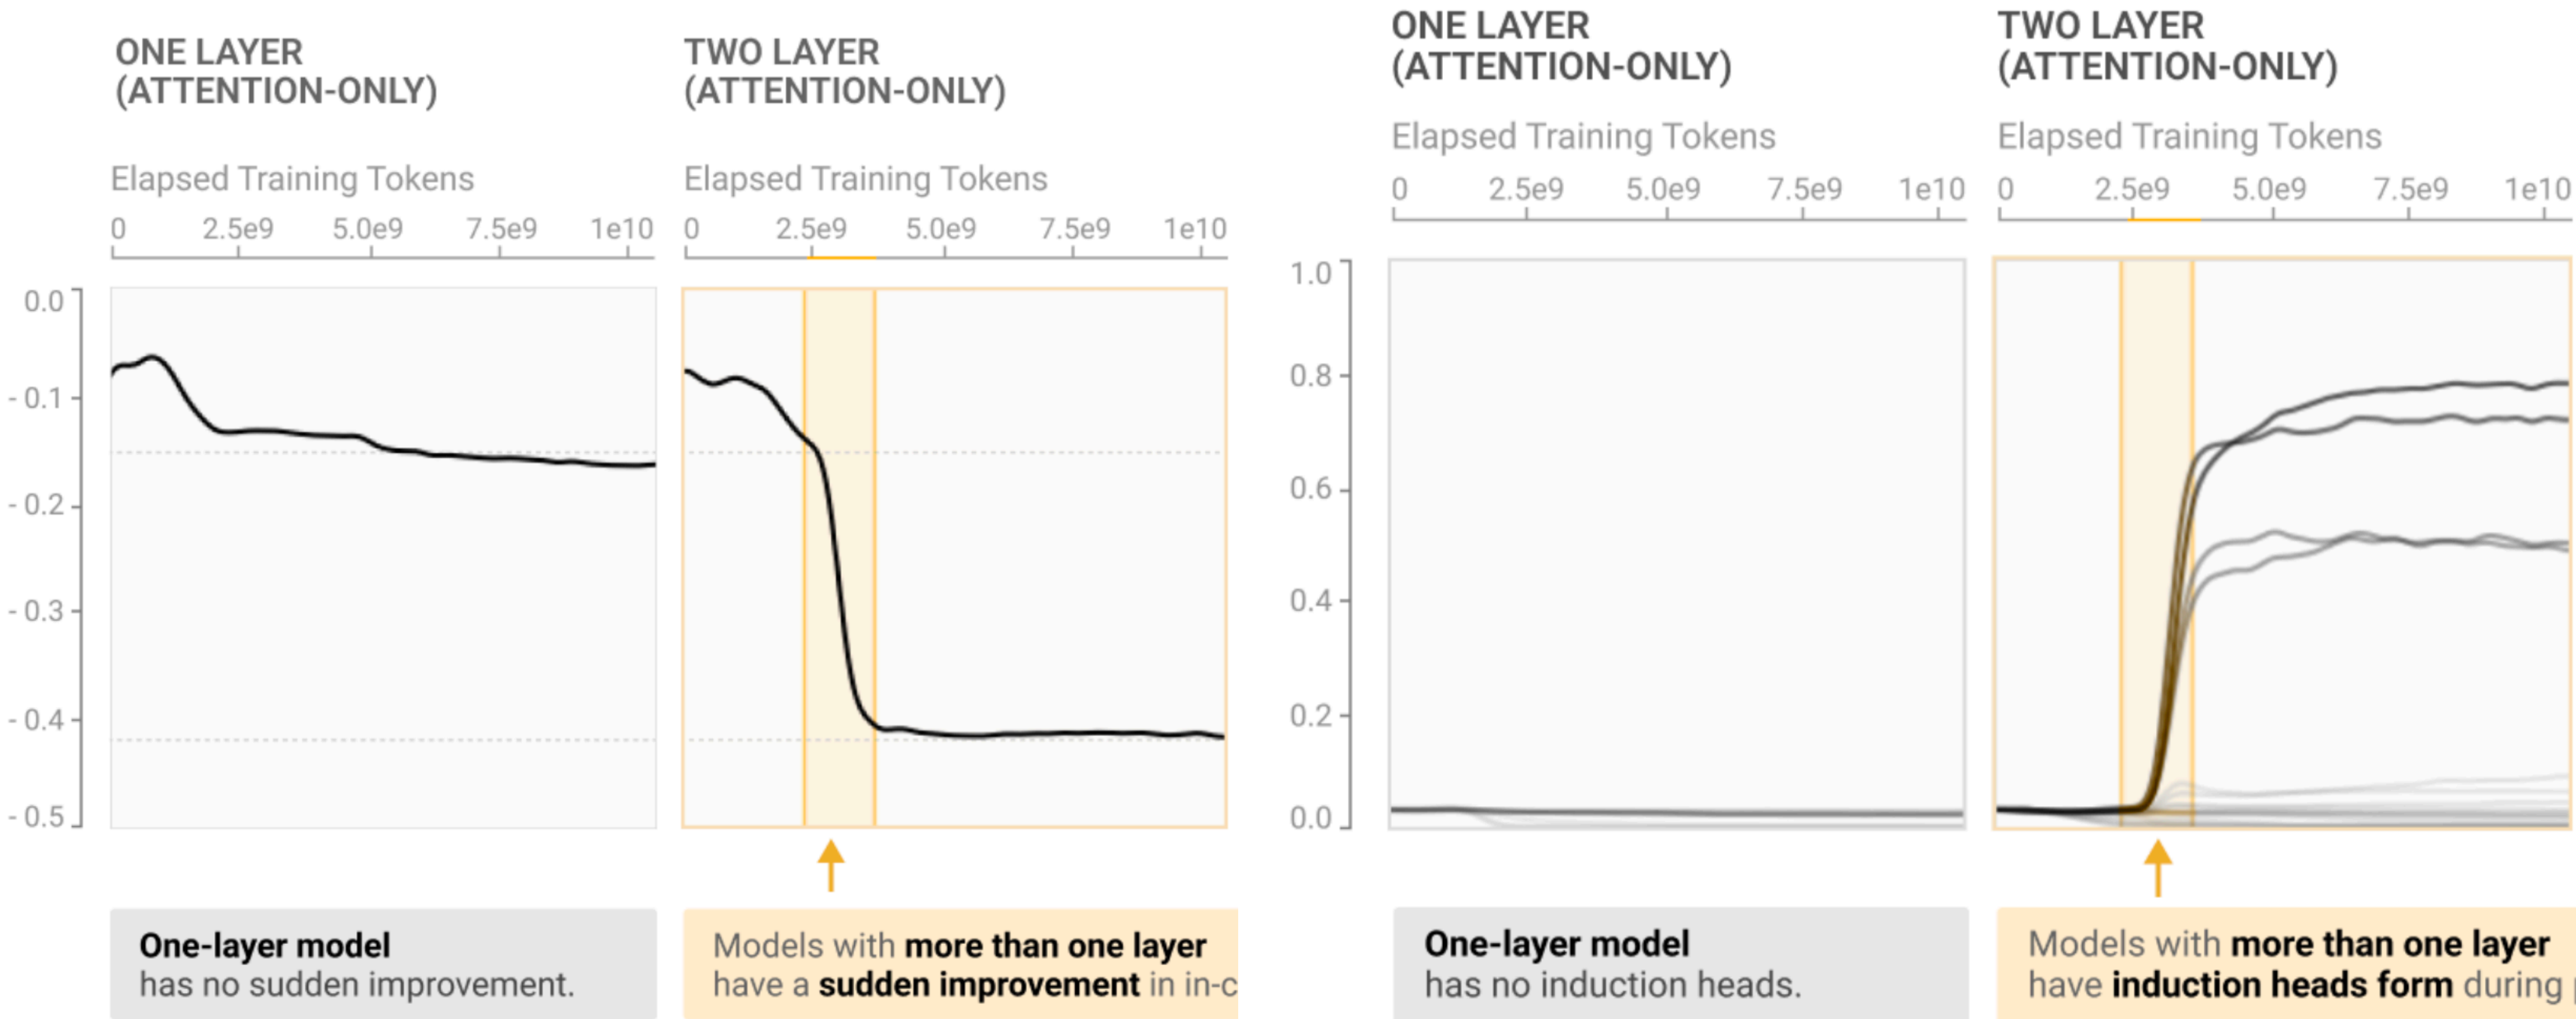 ONE LAYER
(ATTENTION-ONLY)
Elapsed Training Tokens
0 2.5e9 5.0e9 7.5e9 1e10
0.0
- 0.1
- 0.2
- 0.3
- 0.4
- 0.5
One-layer model
has no sudden improvement.
TWO LAYER
(ATTENTION-ONLY)
Elapsed Training Tokens
0 2.5e9 5.0e9 7.5e9 1e10
Models with more than one layer
have a sudden improvement in in-c
ONE LAYER
(ATTENTION-ONLY)
Elapsed Training Tokens
0 2.5e9 5.0e9 7.5e9 1e10
1.0
0.8
0.6
0.4
0.2
0.0
One-layer model
has no induction heads.
TWO LAYER
(ATTENTION-ONLY)
Elapsed Training Tokens
0 2.5e9 5.0e9 7.5e9 1e10
Models with more than one layer
have induction heads form during